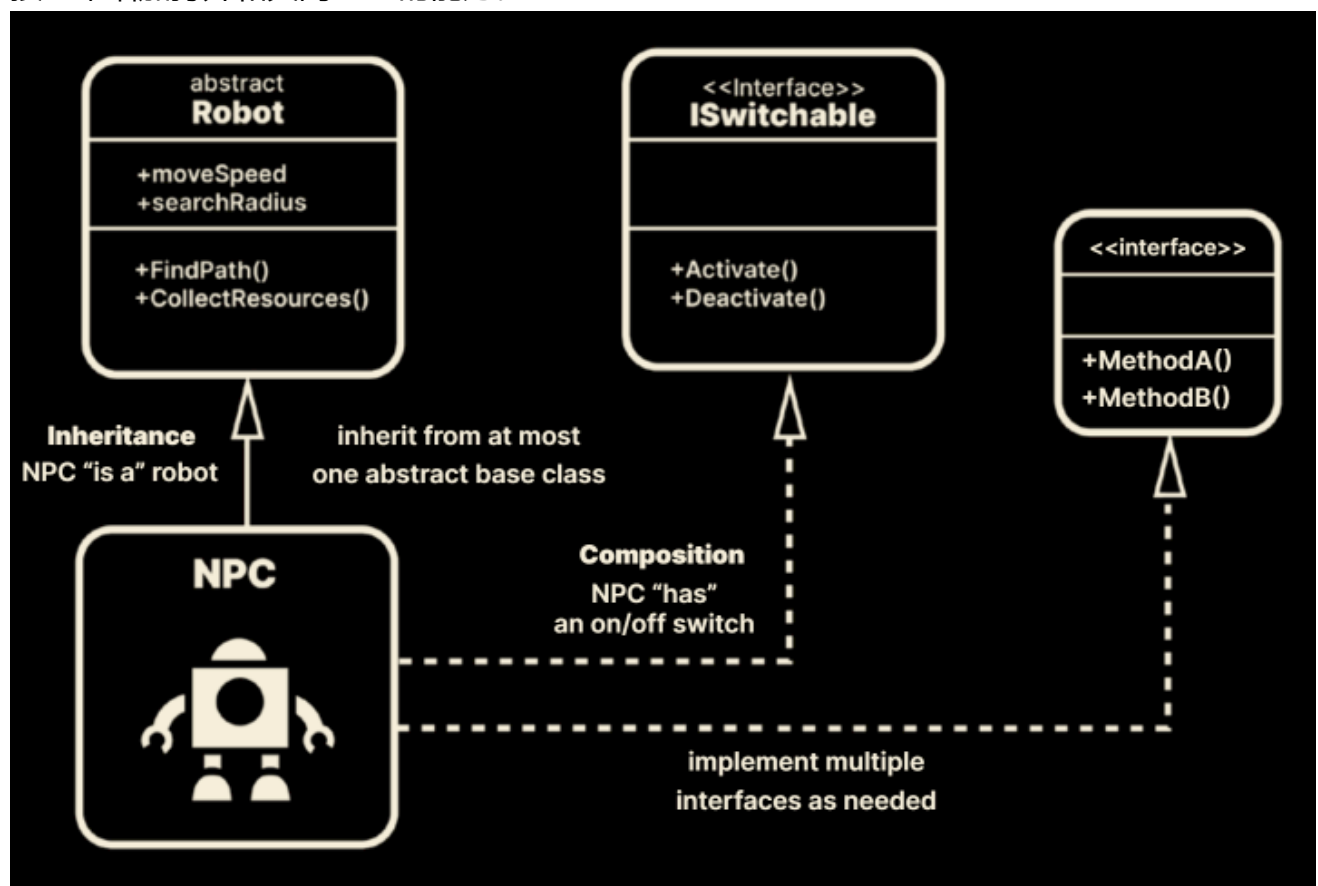 abstract
Robot
+moveSpeed
+searchRadius
+FindPath()
+CollectResources()
<<Interface>>
ISwitchable
+Activate()
+Deactivate()
<<interface>>
+MethodA()
+MethodB()
Inheritance
NPC “is a” robot
inherit from at most
one abstract base class
NPC
Composition
NPC “has”
an on/off switch
implement multiple
interfaces as needed